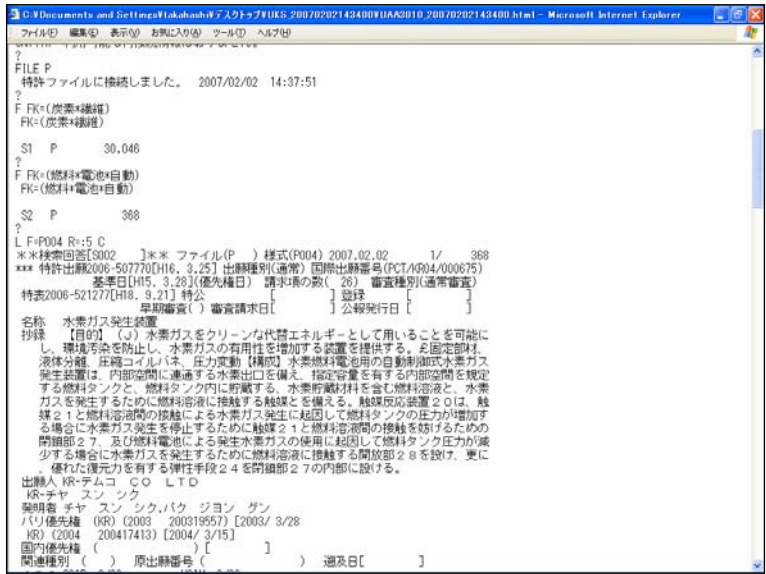 C:¥Documents and Settings¥takahashi¥デスクトップ¥UKS_20070202143400¥UAA3010_20070202143400.html - Microsoft Internet Explorer
ファイル(F) 編集(E) 表示(V) お気に入り(A) ツール(T) ヘルプ(H)
?
FILE P
特許ファイルに接続しました。 2007/02/02 14:37:51
?
F FK=(炭素*繊維)
FK=(炭素*繊維)
S1 P 30.046
?
F FK=(燃料*電池*自動)
FK=(燃料*電池*自動)
S2 P 368
?
L F=P004 R=:5 C
**検索回答[S002 ]** ファイル(P ) 様式(P004) 2007.02.02 1/ 368
*** 特許出願2006-507770[H16. 3.25] 出願種別(通常) 国際出願番号(PCT/KR04/000675)
基準日[H15. 3.28](優先権日) 請求項の数( 26) 審査種別(通常審査)
特表2006-521277[H18. 9.21] 特公 [ ] 登録 [ ]
早期審査( ) 審査請求日[ ] 公報発行日[ ]
名称 水素ガス発生装置
抄録 【目的】 (J) 水素ガスをクリーンな代替エネルギーとして用いることを可能に
し、環境汚染を防止し、水素ガスの有用性を増加する装置を提供する。£固定部材、
液体分離、圧縮コイルバネ、圧力変動【構成】水素燃料電池用の自動制御式水素ガス
発生装置は、内部空間に連通する水素出口を備え、指定容量を有する内部空間を規定
する燃料タンクと、燃料タンク内に貯蔵する、水素貯蔵材料を含む燃料溶液と、水素
ガスを発生するために燃料溶液に接触する触媒とを備える。触媒反応装置20は、触
媒21と燃料溶液間の接触による水素ガス発生に起因して燃料タンクの圧力が増加す
る場合に水素ガス発生を停止するために触媒21と燃料溶液間の接触を妨げるための
閉鎖部27、及び燃料電池による発生水素ガスの使用に起因して燃料タンク圧力が減
少する場合に水素ガスを発生するために燃料溶液に接触する開放部28を設け、更に
、優れた復元力を有する弾性手段24を閉鎖部27の内部に設ける。
出願人 KR-テムコ CO LTD
KR-チヤ スン シク
発明者 チヤ スン シク,パク ジヨン グン
パリ優先権 (KR) (2003 200319557) [2003/ 3/28
KR) (2004 200417413) [2004/ 3/15]
国内優先権 ( ) [ ]
関連種別 ( ) 原出願番号 ( ) 遡及日[ ]